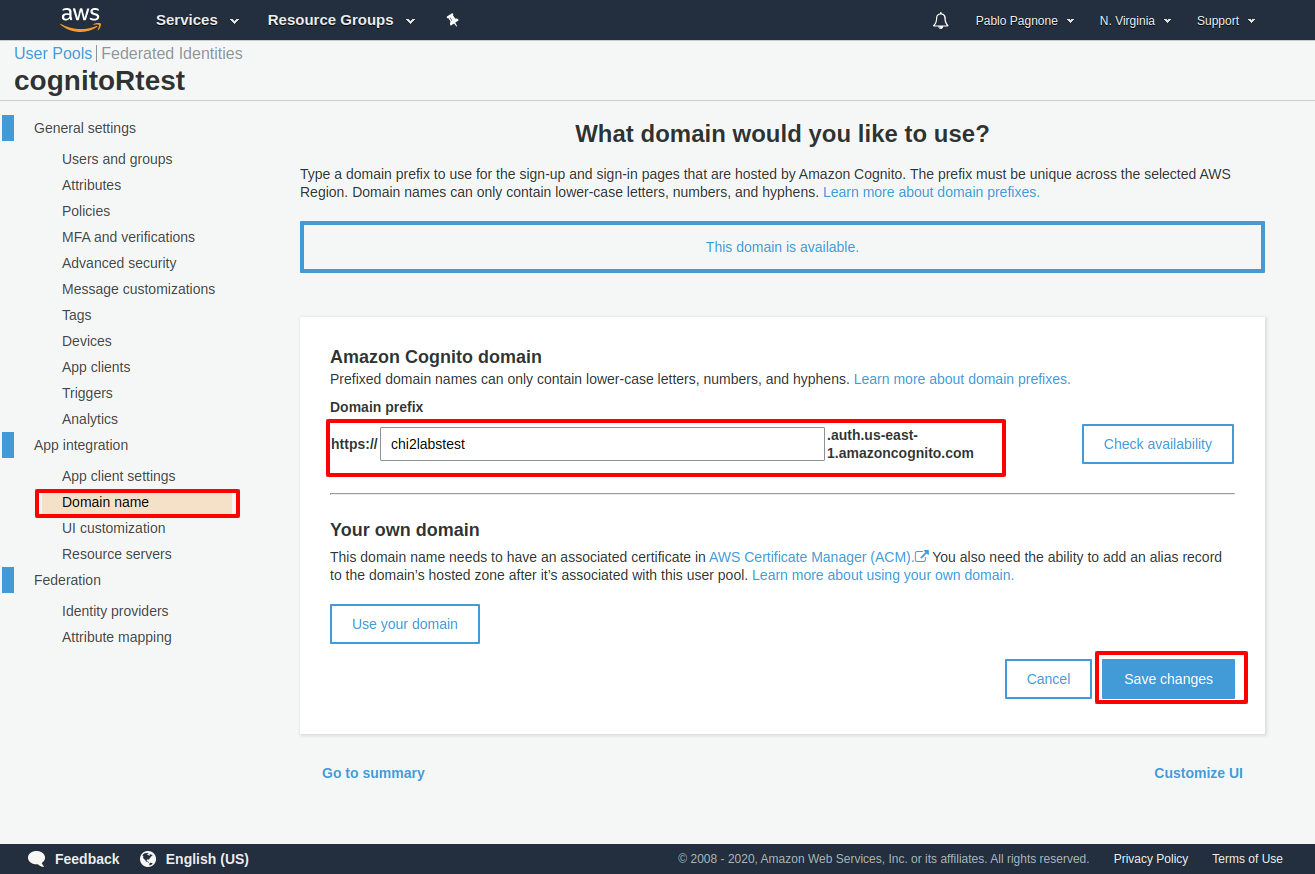 aws Services Resource Groups Pablo Pagnone N. Virginia Support
User Pools Federated Identities
cognitoRtest
General settings
Users and groups
Attributes
Policies
MFA and verifications
Advanced security
Message customizations
Tags
Devices
App clients
Triggers
Analytics
App integration
App client settings
Domain name
UI customization
Resource servers
Federation
Identity providers
Attribute mapping
What domain would you like to use?
Type a domain prefix to use for the sign-up and sign-in pages that are hosted by Amazon Cognito. The prefix must be unique across the selected AWS
Region. Domain names can only contain lower-case letters, numbers, and hyphens. Learn more about domain prefixes.
This domain is available.
Amazon Cognito domain
Prefixed domain names can only contain lower-case letters, numbers, and hyphens. Learn more about domain prefixes.
Domain prefix
https:// chi2labstest .auth.us-east-
1.amazoncognito.com
Check availability
Your own domain
This domain name needs to have an associated certificate in AWS Certificate Manager (ACM). You also need the ability to add an alias record
to the domain’s hosted zone after it’s associated with this user pool. Learn more about using your own domain.
Use your domain
Cancel Save changes
Go to summary Customize UI
Feedback English (US) © 2008 - 2020, Amazon Web Services, Inc. or its affiliates. All rights reserved. Privacy Policy Terms of Use